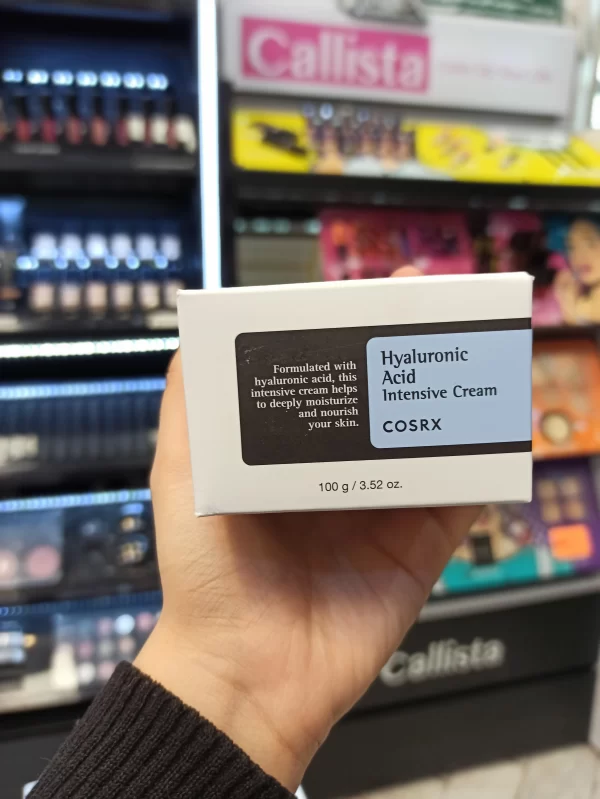 Callista
Formulated with
hyaluronic acid, this
intensive cream helps
to deeply moisturize
and nourish
your skin.
Hyaluronic
Acid
Intensive Cream
COSRX
100 g / 3.52 oz.
Callista